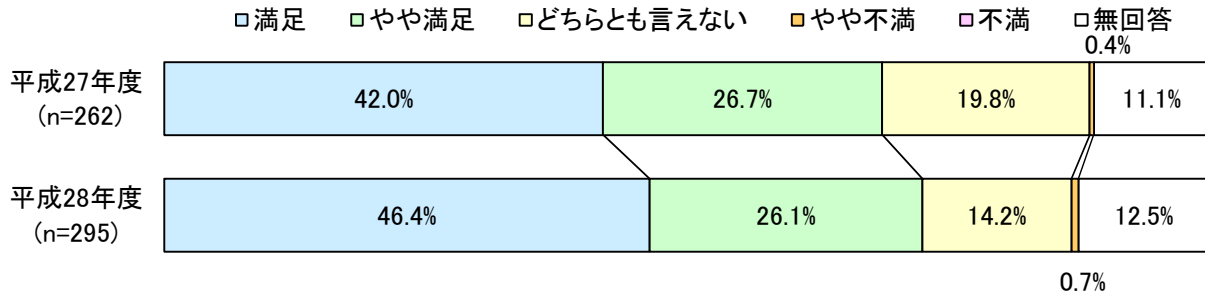 ■満足 ■やや満足 ■どちらとも言えない ■やや不満 ■不満 □無回答
0.4%
平成27年度
(n=262)
42.0% 26.7% 19.8% 11.1%
平成28年度
(n=295)
46.4% 26.1% 14.2% 12.5%
0.7%